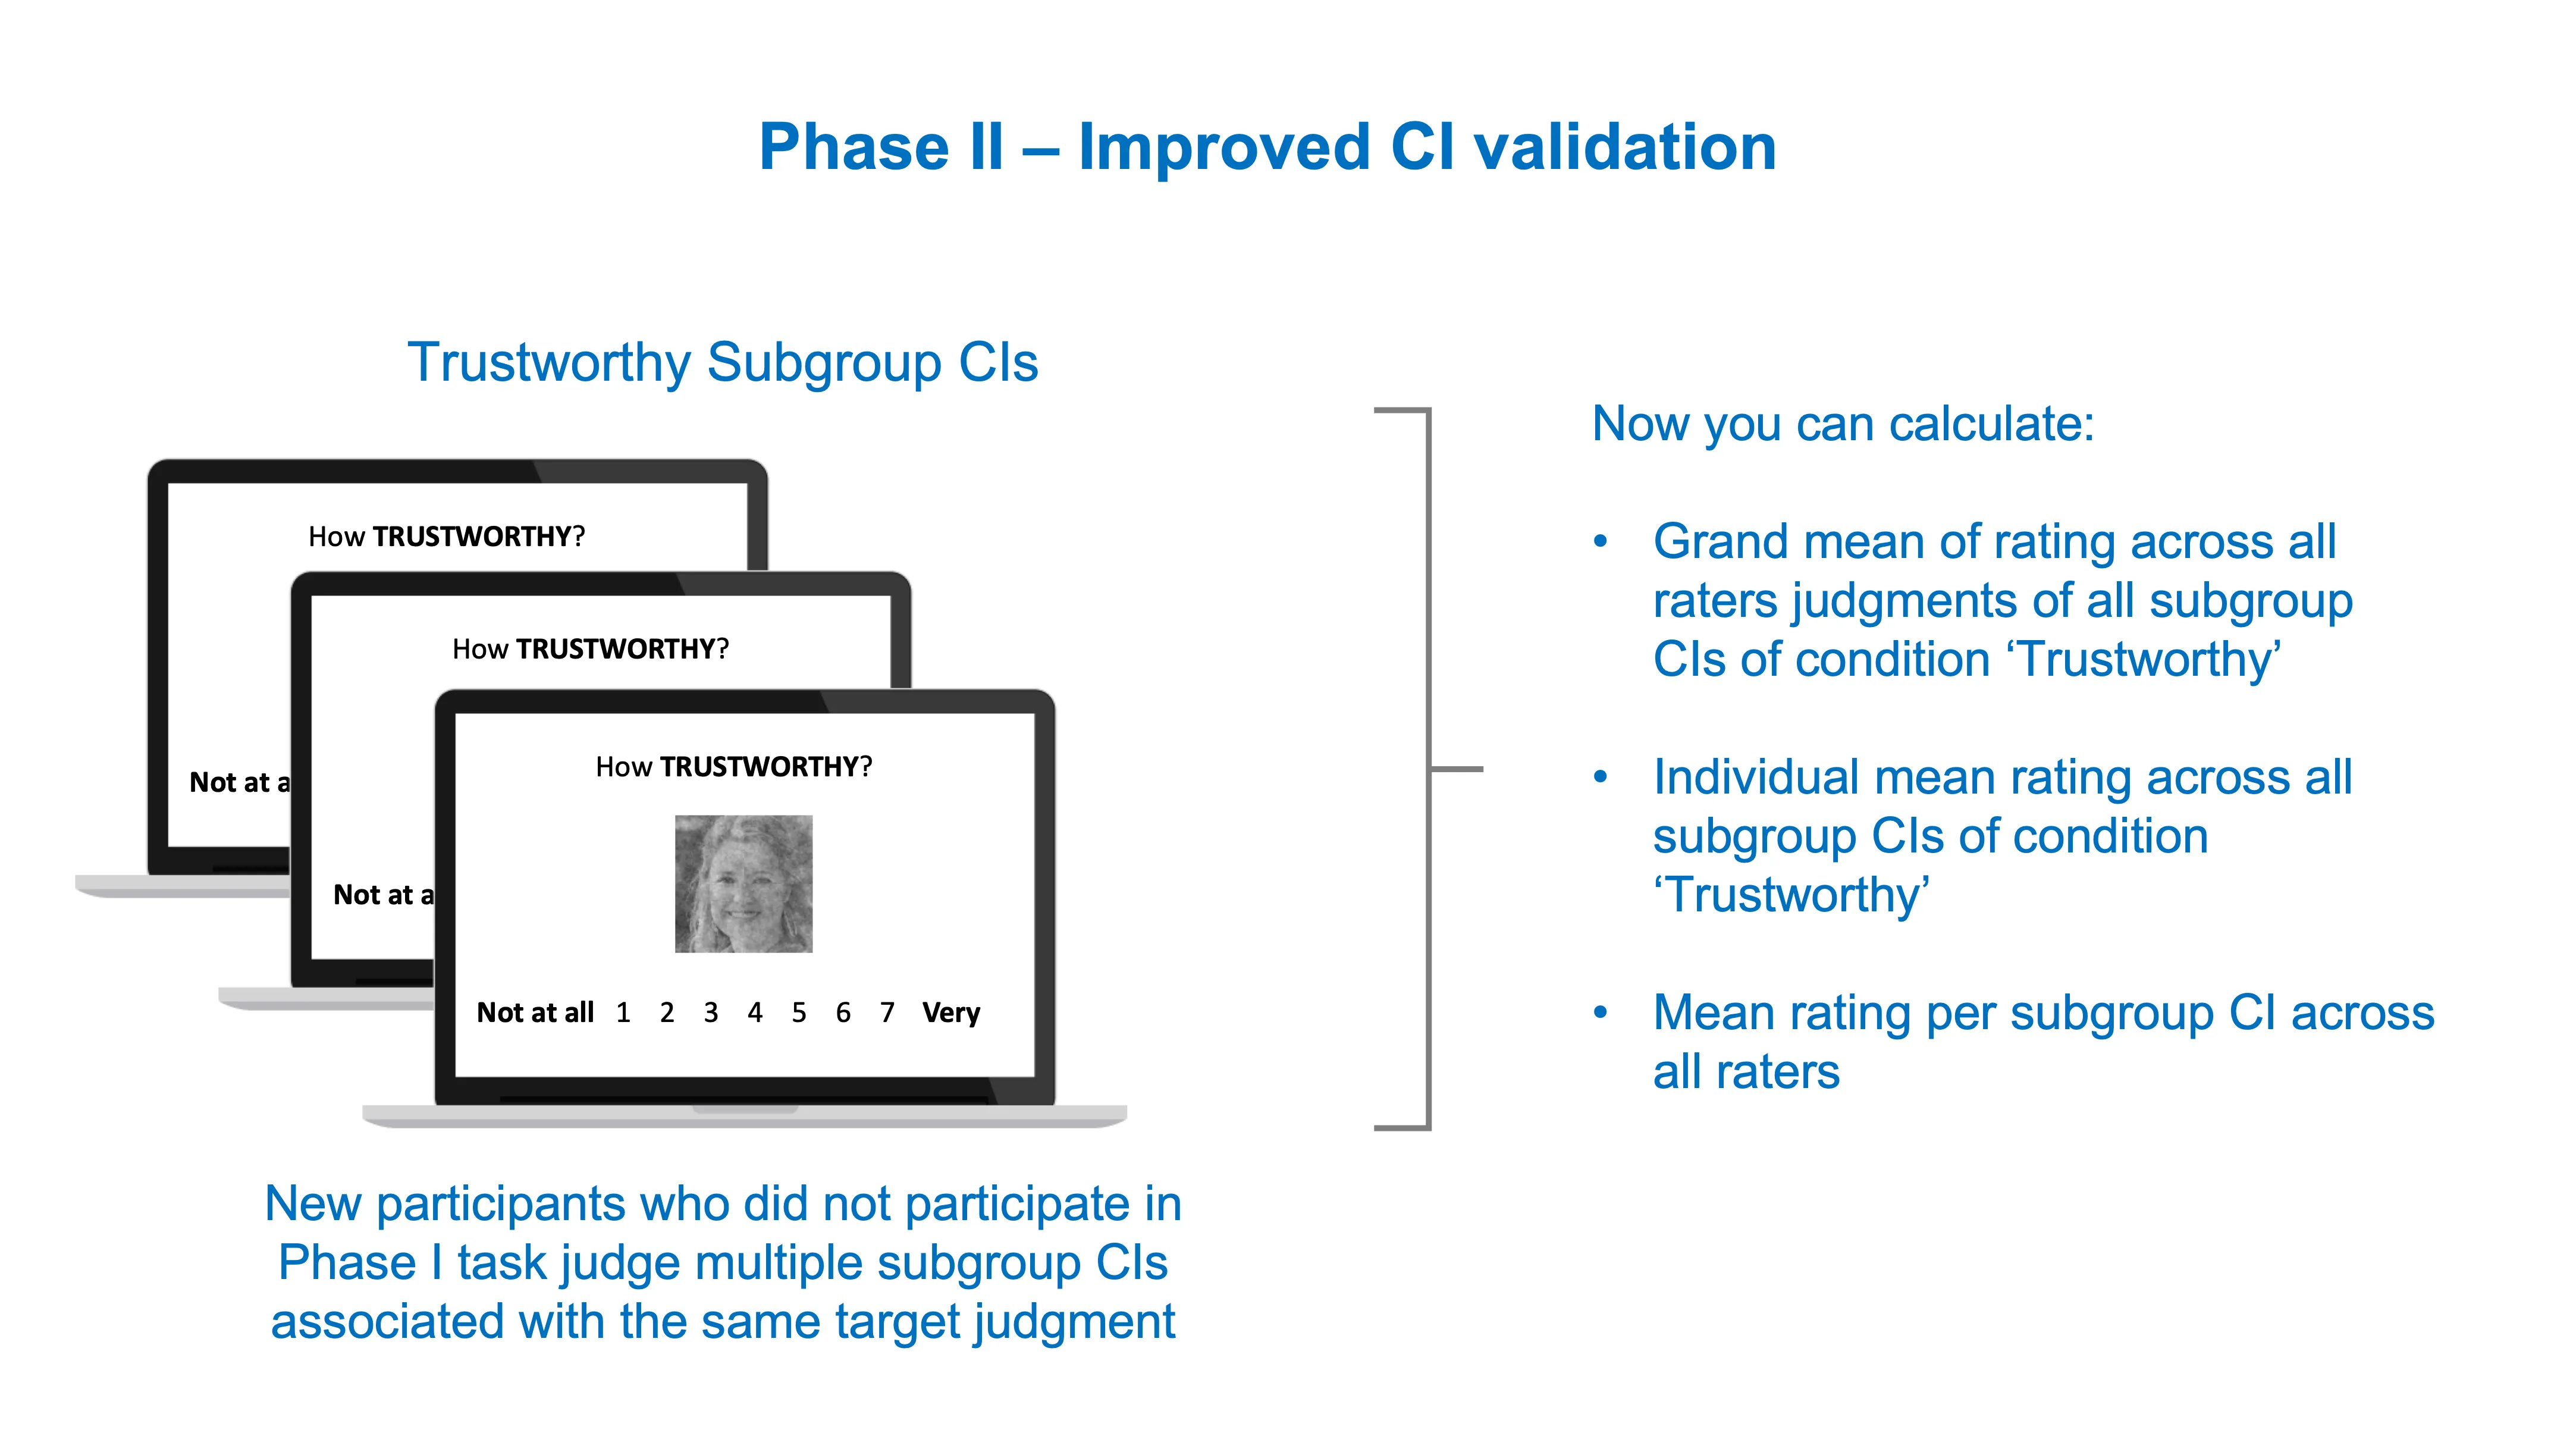 Phase II – Improved CI validation
Trustworthy Subgroup CIs
How TRUSTWORTHY?
Not at a
How TRUSTWORTHY?
Not at a
How TRUSTWORTHY?
Not at all 1 2 3 4 5 6 7 Very
New participants who did not participate in
Phase I task judge multiple subgroup CIs
associated with the same target judgment
Now you can calculate:
• Grand mean of rating across all
raters judgments of all subgroup
CIs of condition ‘Trustworthy’
• Individual mean rating across all
subgroup CIs of condition
‘Trustworthy’
• Mean rating per subgroup CI across
all raters